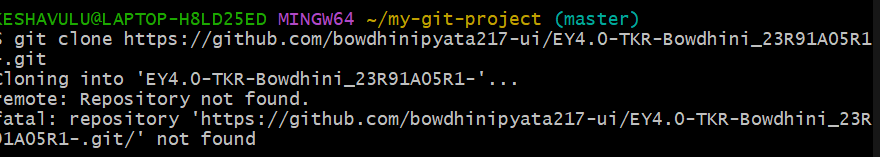 KESHAVULU@LAPTOP-H8LD25ED MINGW64 ~/my-git-project (master)
$ git clone https://github.com/bowdhinipyata217-ui/EY4.0-TKR-Bowdhini_23R91A05R1
-.git
Cloning into 'EY4.0-TKR-Bowdhini_23R91A05R1-'...
remote: Repository not found.
fatal: repository 'https://github.com/bowdhinipyata217-ui/EY4.0-TKR-Bowdhini_23R
91A05R1-.git/' not found